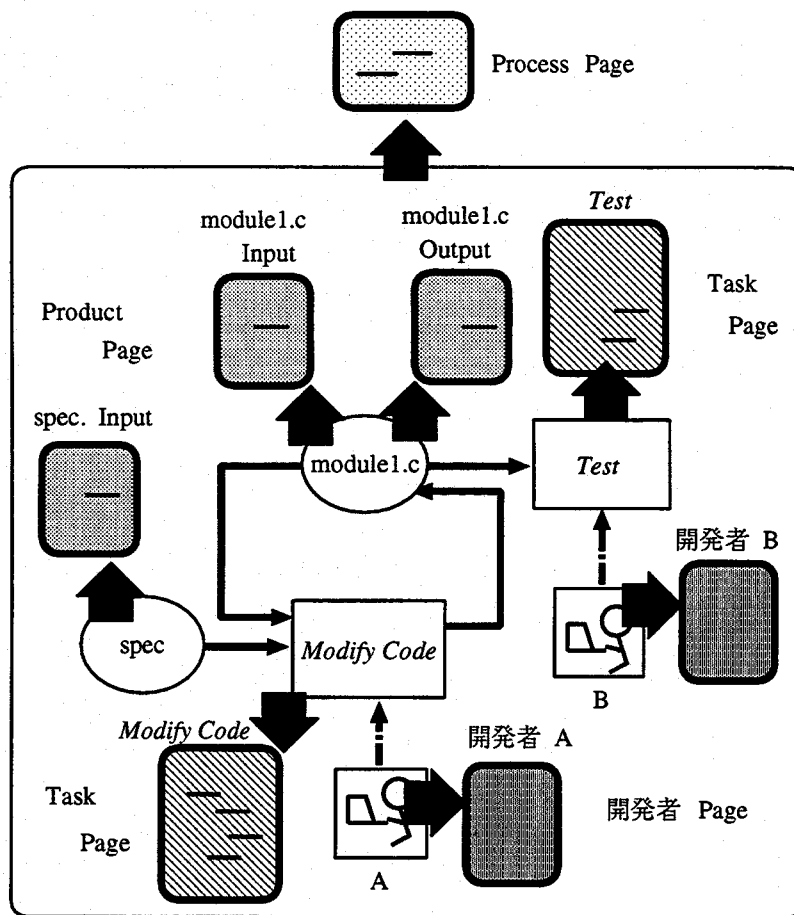 Process Page
module1.c
Input
module1.c
Output
Test
Product
Page
Task
Page
spec. Input
module1.c
Test
開発者 B
spec
Modify Code
B
Modify Code
開発者 A
Task
Page
開発者 Page
A